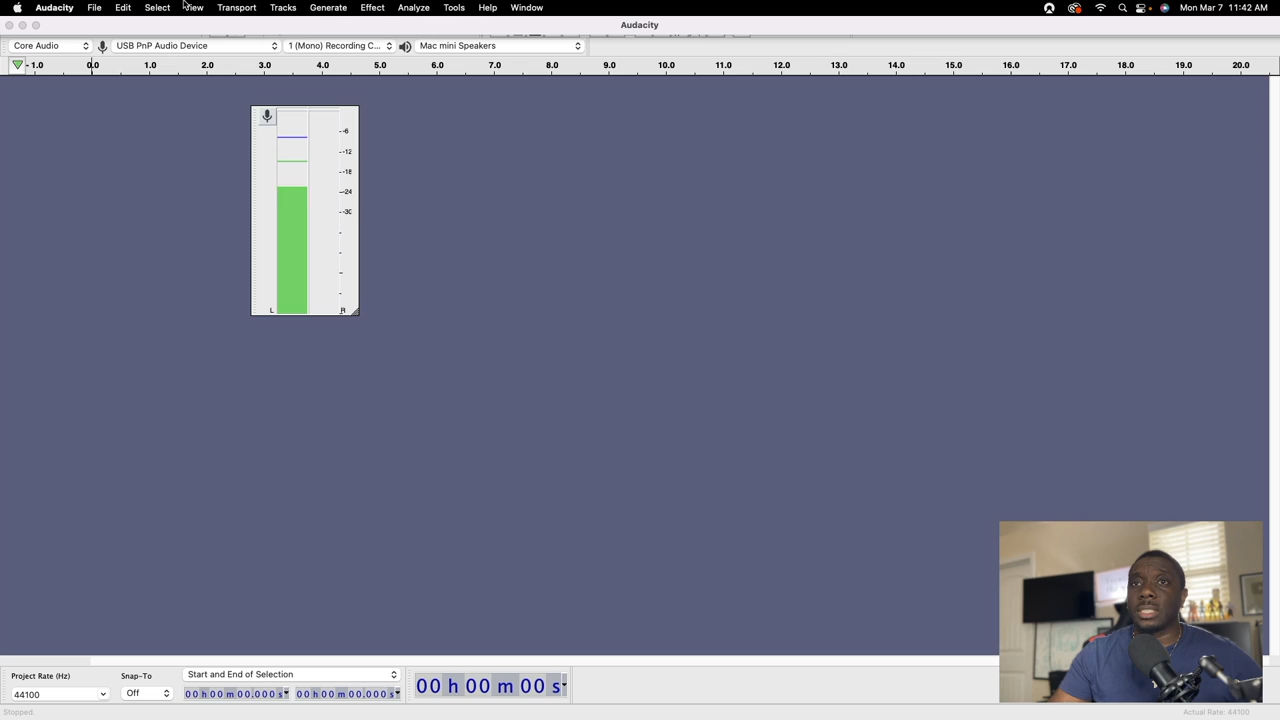 Audacity File Edit Select View Transport Tracks Generate Effect Analyze Tools Help Window Mon Mar 7 11:42 AM
Audacity
Core Audio USB PnP Audio Device 1 (Mono) Recording C... Mac mini Speakers
- 1.0 0.0 1.0 2.0 3.0 4.0 5.0 6.0 7.0 8.0 9.0 10.0 11.0 12.0 13.0 14.0 15.0 16.0 17.0 18.0 19.0 20.0
-6
-12
-18
-24
-30
L R
Project Rate (Hz) Snap-To Start and End of Selection
44100 Off 00 h 00 m 00.000 s 00 h 00 m 00.000 s 00 h 00 m 00 s
Stopped. Actual Rate: 44100